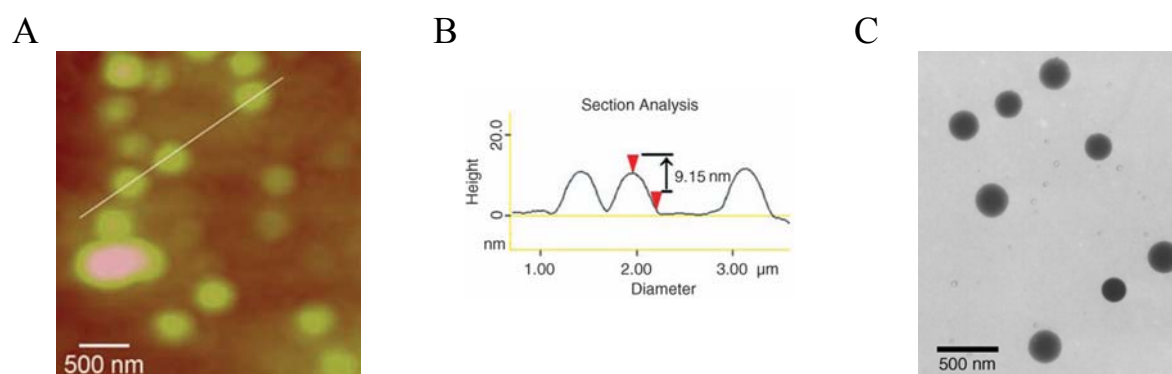 A
B
C
500 nm
Section Analysis
Height
20.0
0
nm
9.15 nm
1.00 2.00 3.00 μm
Diameter
500 nm